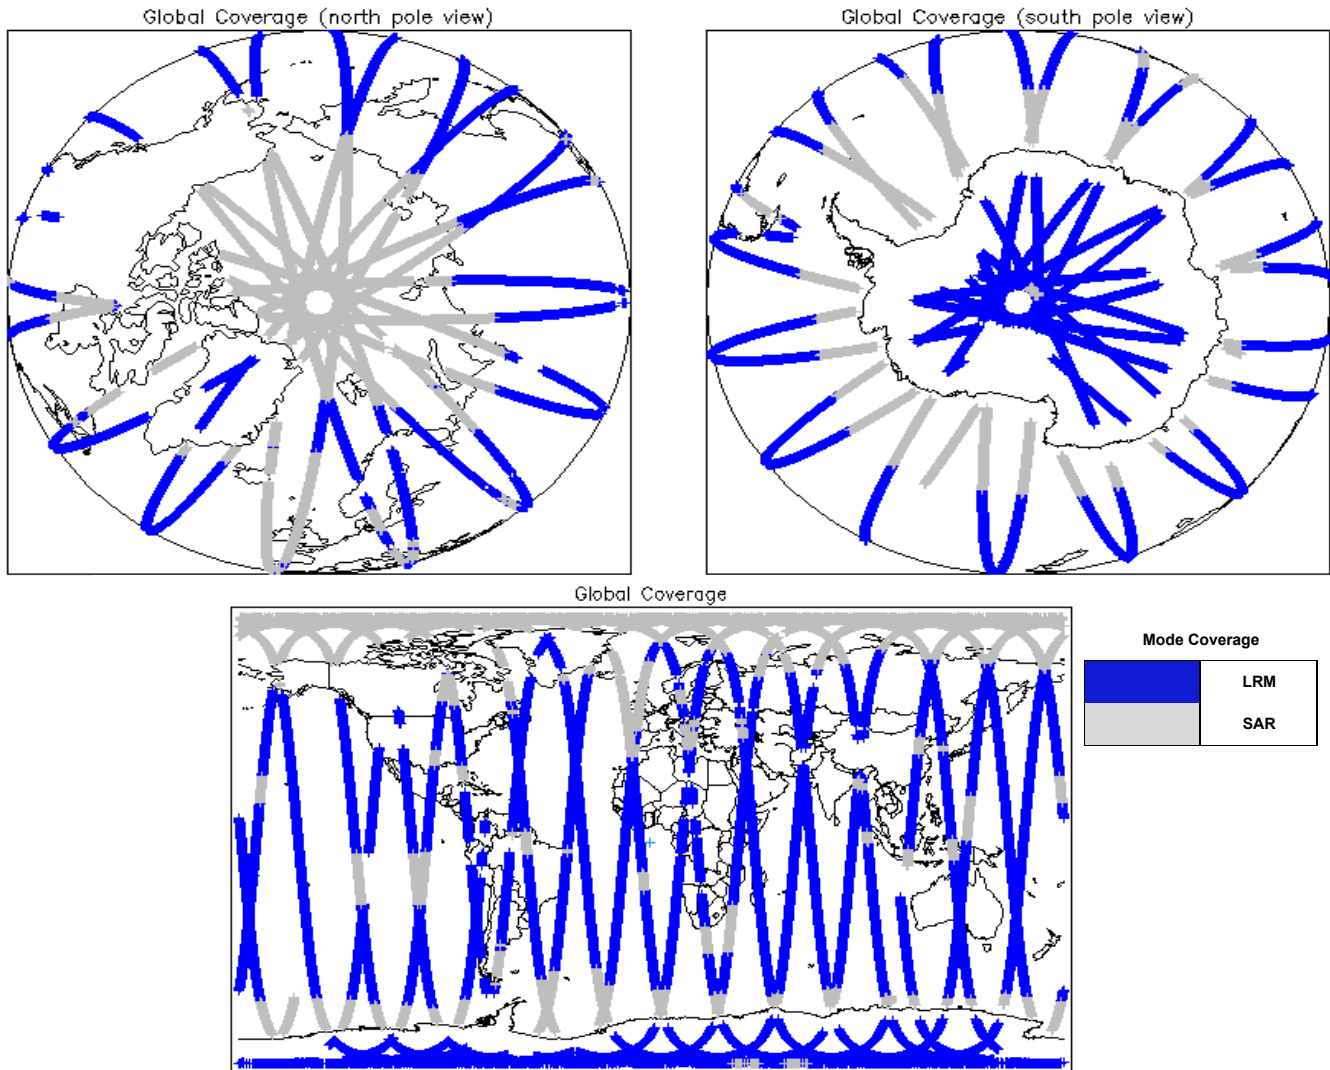 Global Coverage (north pole view)
Global Coverage (south pole view)
Global Coverage
Mode Coverage
LRM
SAR